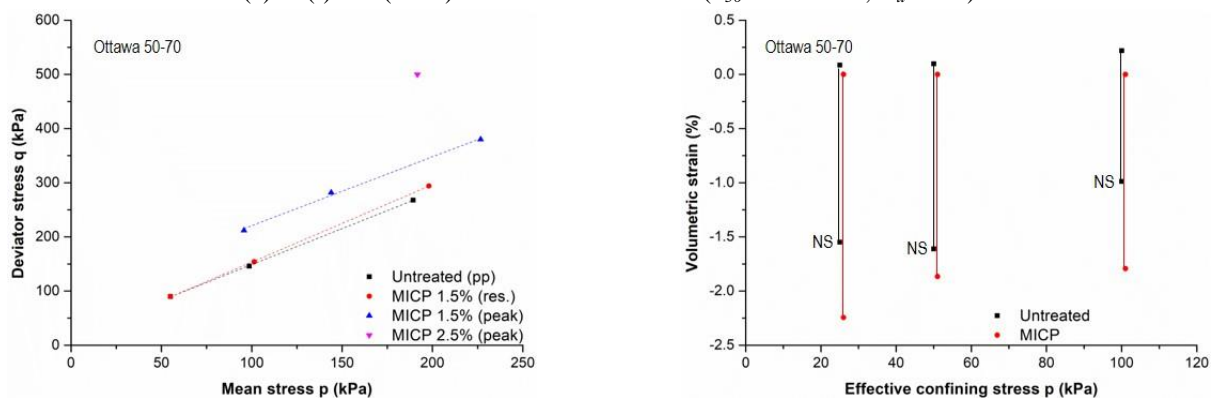 600
500
400
300
200
100
0
Deviator stress q (kPa)
Ottawa 50-70
Untreated (pp)
MICP 1.5% (res.)
MICP 1.5% (peak)
MICP 2.5% (peak)
0 50 100 150 200 250
Mean stress p (kPa)
0.5
0.0
-0.5
-1.0
-1.5
-2.0
-2.5
Volumetric strain (%)
Ottawa 50-70
NS
NS
NS
Untreated
MICP
0 20 40 60 80 100 120
Effective confining stress p (kPa)